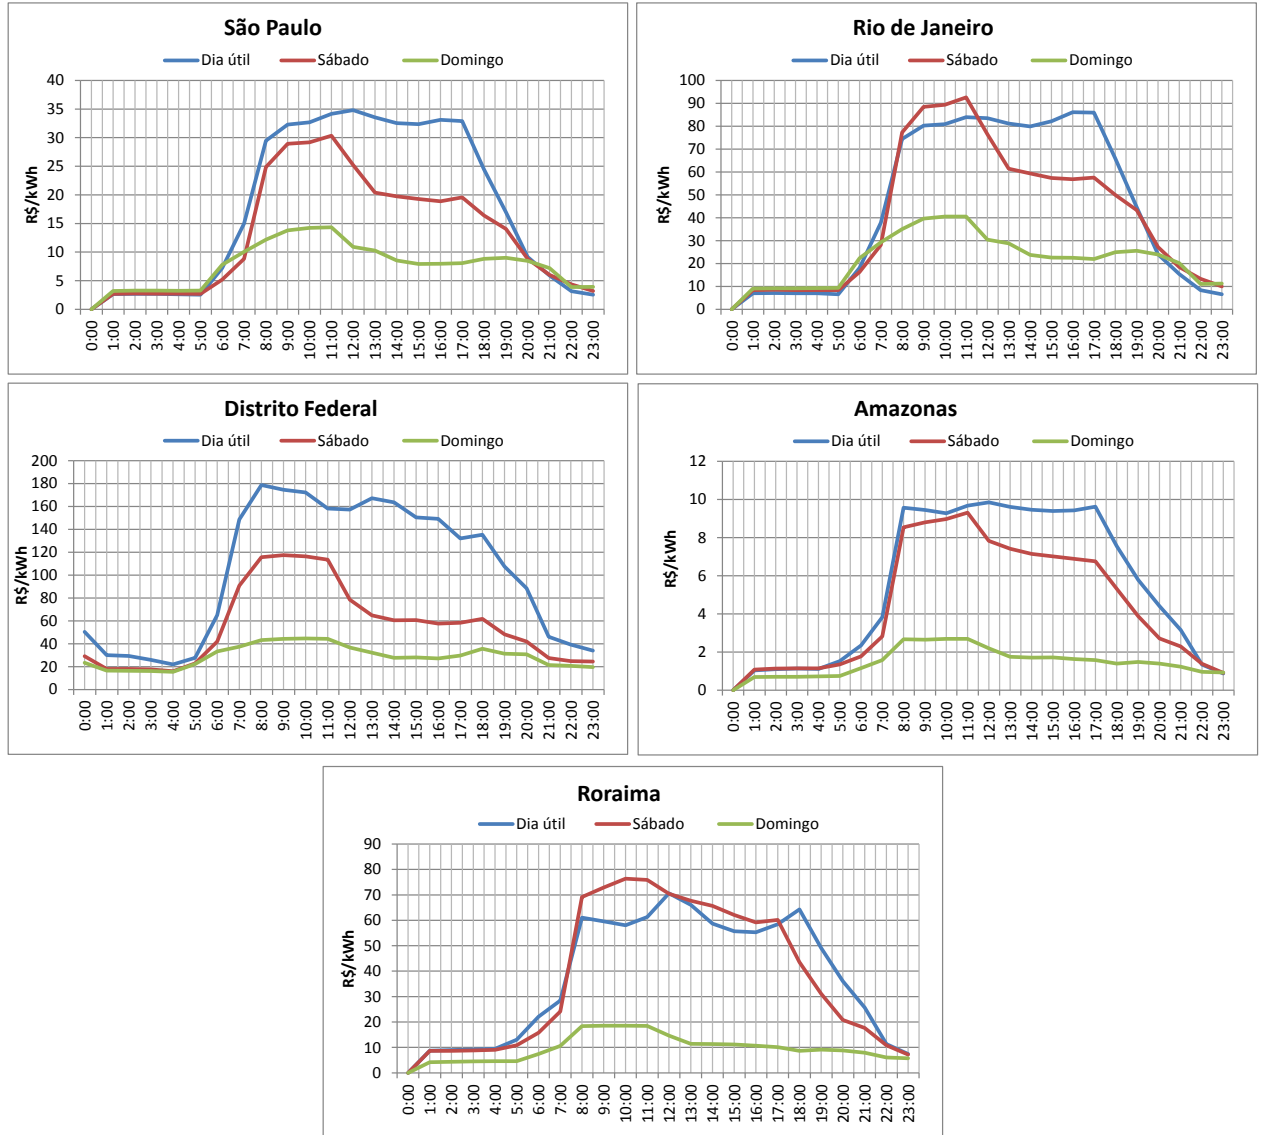 São Paulo
Dia útil Sábado Domingo
R$/kWh
40
35
30
25
20
15
10
5
0
0:00 1:00 2:00 3:00 4:00 5:00 6:00 7:00 8:00 9:00 10:00 11:00 12:00 13:00 14:00 15:00 16:00 17:00 18:00 19:00 20:00 21:00 22:00 23:00
Rio de Janeiro
Dia útil Sábado Domingo
R$/kWh
100
90
80
70
60
50
40
30
20
10
0
0:00 1:00 2:00 3:00 4:00 5:00 6:00 7:00 8:00 9:00 10:00 11:00 12:00 13:00 14:00 15:00 16:00 17:00 18:00 19:00 20:00 21:00 22:00 23:00
Distrito Federal
Dia útil Sábado Domingo
R$/kWh
200
180
160
140
120
100
80
60
40
20
0
0:00 1:00 2:00 3:00 4:00 5:00 6:00 7:00 8:00 9:00 10:00 11:00 12:00 13:00 14:00 15:00 16:00 17:00 18:00 19:00 20:00 21:00 22:00 23:00
Amazonas
Dia útil Sábado Domingo
R$/kWh
12
10
8
6
4
2
0
0:00 1:00 2:00 3:00 4:00 5:00 6:00 7:00 8:00 9:00 10:00 11:00 12:00 13:00 14:00 15:00 16:00 17:00 18:00 19:00 20:00 21:00 22:00 23:00
Roraima
Dia útil Sábado Domingo
R$/kWh
90
80
70
60
50
40
30
20
10
0
0:00 1:00 2:00 3:00 4:00 5:00 6:00 7:00 8:00 9:00 10:00 11:00 12:00 13:00 14:00 15:00 16:00 17:00 18:00 19:00 20:00 21:00 22:00 23:00